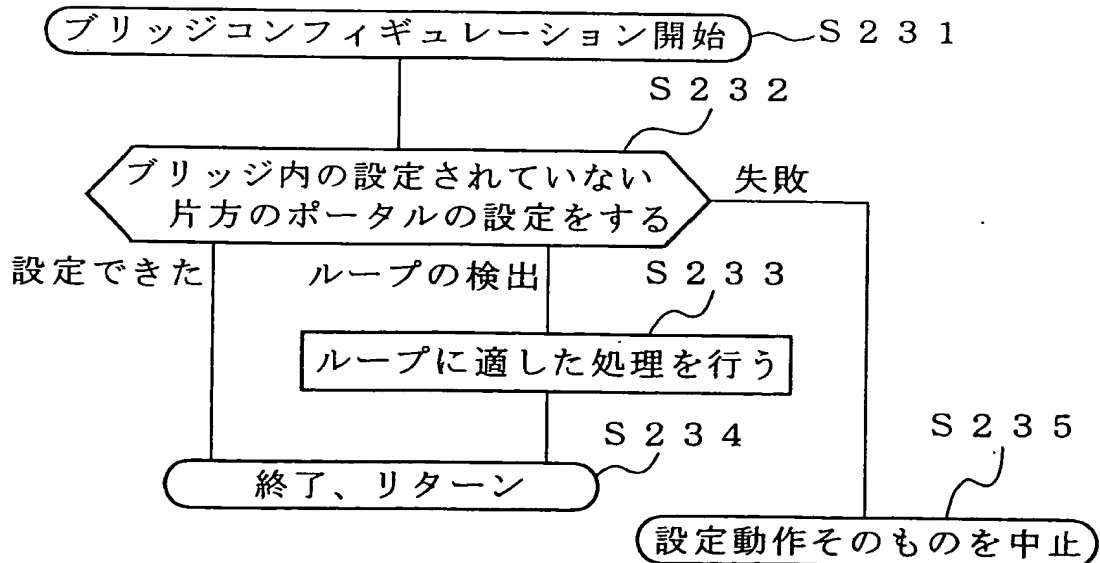 ブリッジコンフィギュレーション開始
S231
S232
ブリッジ内の設定されていない
片方のポータルの設定をする
失敗
設定できた
ループの検出
S233
ループに適した処理を行う
S234
終了、リターン
S235
設定動作そのものを中止